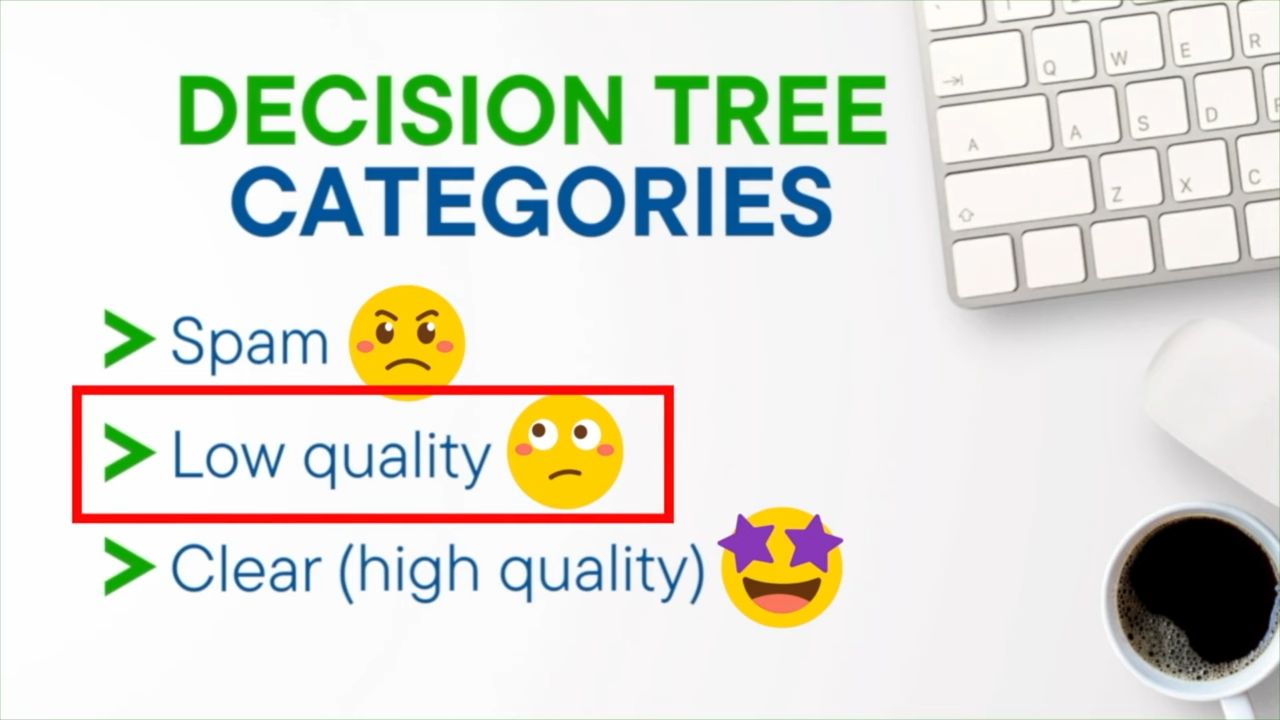 DECISION TREE
CATEGORIES
> Spam
> Low quality
> Clear (high quality)
Q
W
E
R
A
A
S
D
Z
X
C